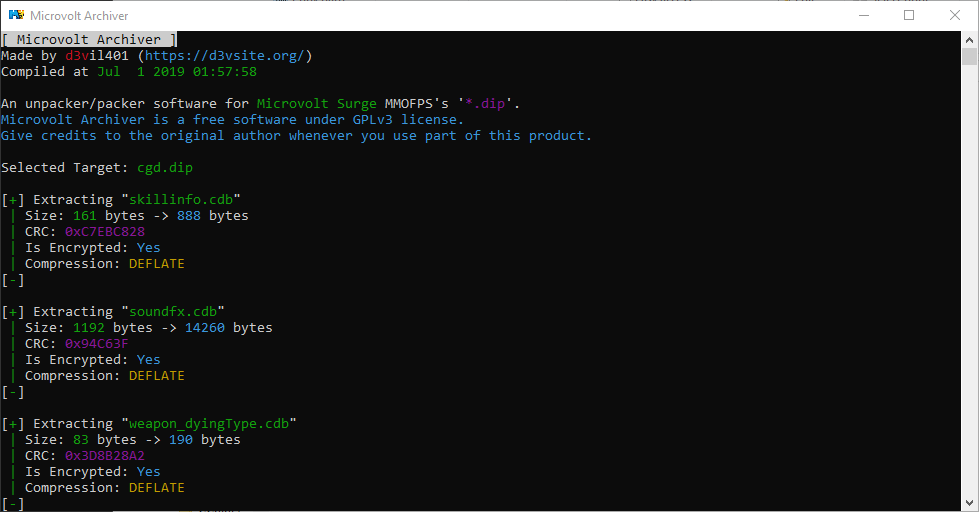 Microvolt Archiver
[ Microvolt Archiver ]
Made by d3vil401 (https://d3vsite.org/)
Compiled at Jul  1 2019 01:57:58
An unpacker/packer software for Microvolt Surge MMOFPS's '*.dip'.
Microvolt Archiver is a free software under GPLv3 license.
Give credits to the original author whenever you use part of this product.
Selected Target: cgd.dip
[+] Extracting "skillinfo.cdb"
| Size: 161 bytes -> 888 bytes
| CRC: 0xC7EBC828
| Is Encrypted: Yes
| Compression: DEFLATE
[-]
[+] Extracting "soundfx.cdb"
| Size: 1192 bytes -> 14260 bytes
| CRC: 0x94C63F
| Is Encrypted: Yes
| Compression: DEFLATE
[-]
[+] Extracting "weapon_dyingType.cdb"
| Size: 83 bytes -> 190 bytes
| CRC: 0x3D8B28A2
| Is Encrypted: Yes
| Compression: DEFLATE
[-]